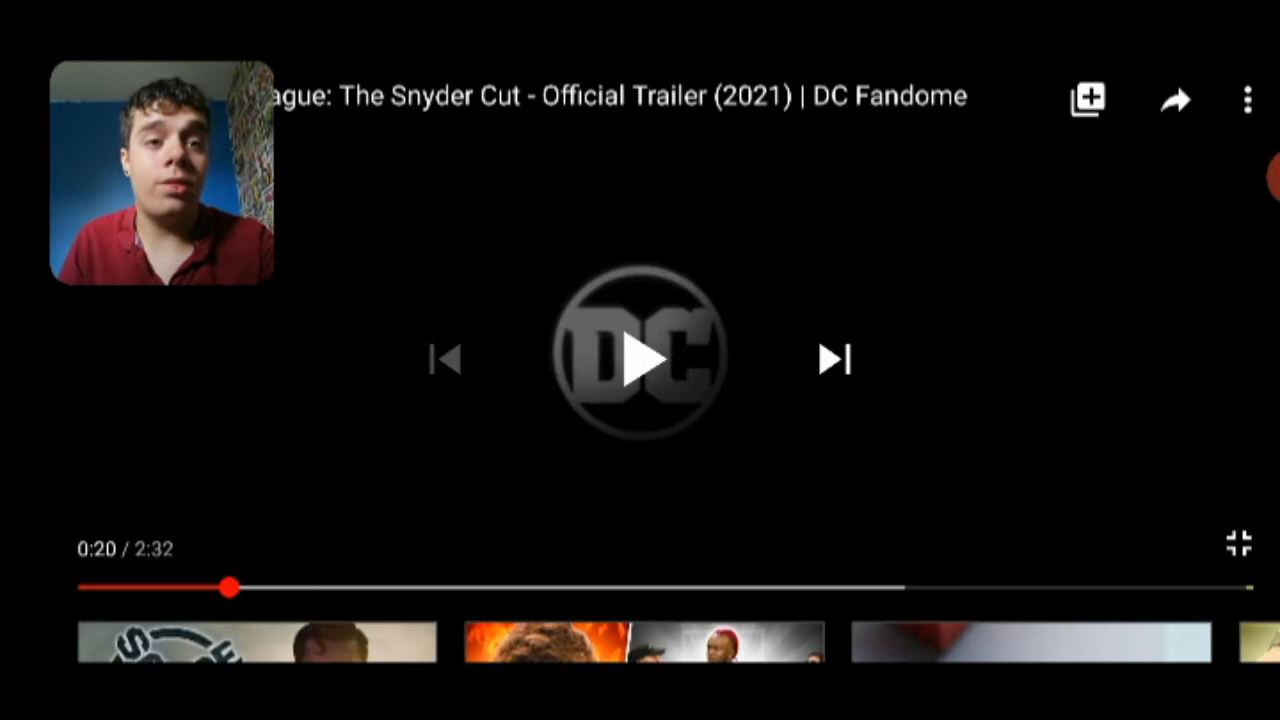 ague: The Snyder Cut - Official Trailer (2021) | DC Fandome
DC
0:20 / 2:32